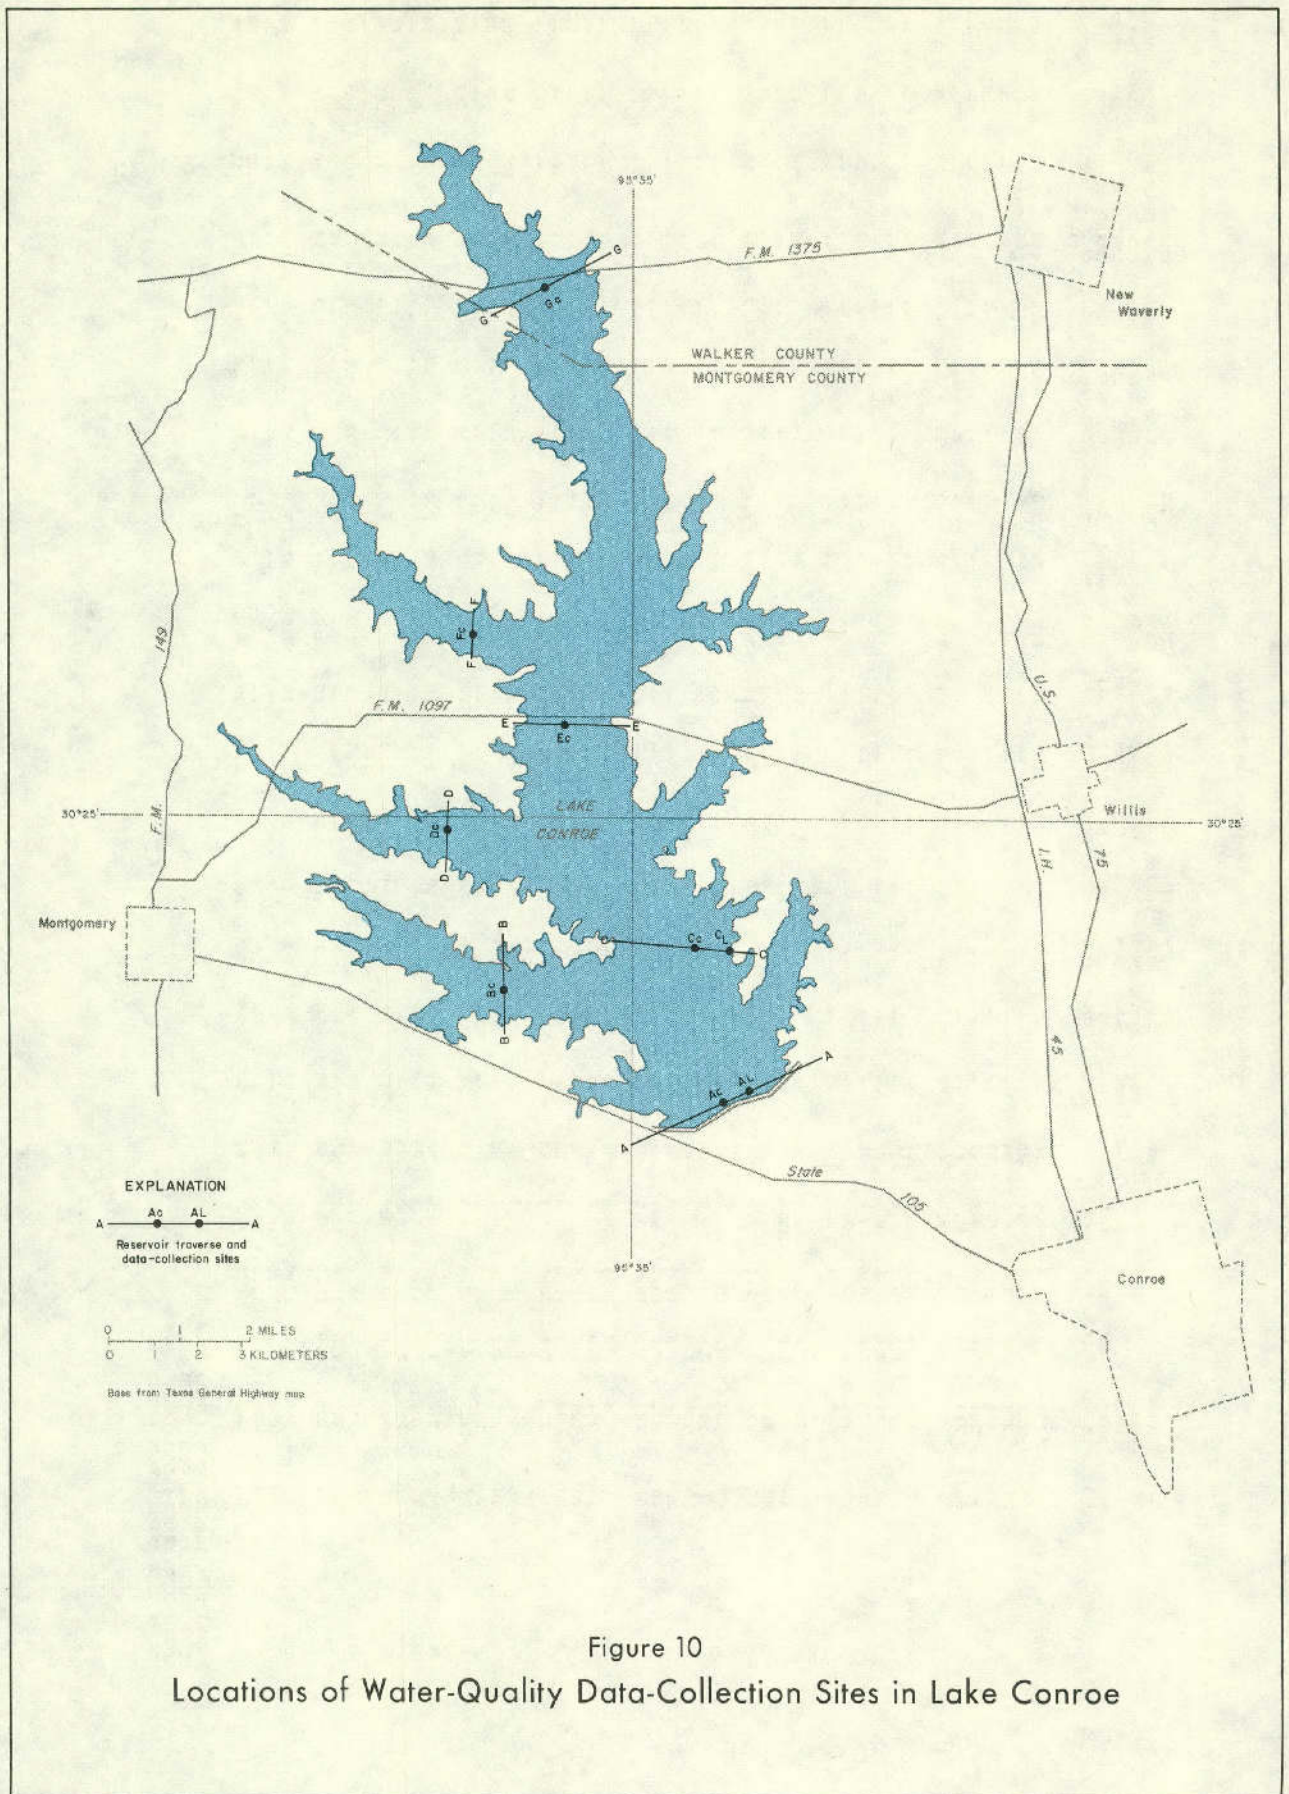 95°35'
G
F.M. 1375
Gc
G
New
Waverly
WALKER COUNTY
MONTGOMERY COUNTY
F
Fc
F
149
U.S.
F.M. 1097
E
E
Ec
D
LAKE
30°25'
F.M.
Dc
CONROE
Willis
30°25'
D
I.H.
75
Montgomery
B
C
Cc
CL
C
Bc
B
45
A
AL
Ac
A
State
105
EXPLANATION
Ac AL
A A
Reservoir traverse and
data-collection sites
95°35'
Conroe
0 1 2 MILES
0 1 2 3 KILOMETERS
Base from Texas General Highway map
Figure 10
Locations of Water-Quality Data-Collection Sites in Lake Conroe